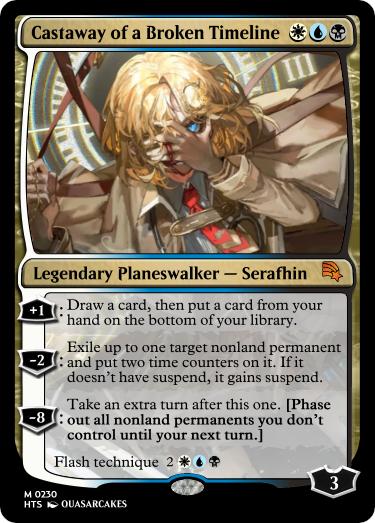 Castaway of a Broken Timeline
Legendary Planeswalker — Serafhin
+1 : Draw a card, then put a card from your
hand on the bottom of your library.
-2 : Exile up to one target nonland permanent
and put two time counters on it. If it
doesn't have suspend, it gains suspend.
-8 : Take an extra turn after this one. [Phase
out all nonland permanents you don't
control until your next turn.]
Flash technique 2
3
M 0230
HTS QUASARCAKES